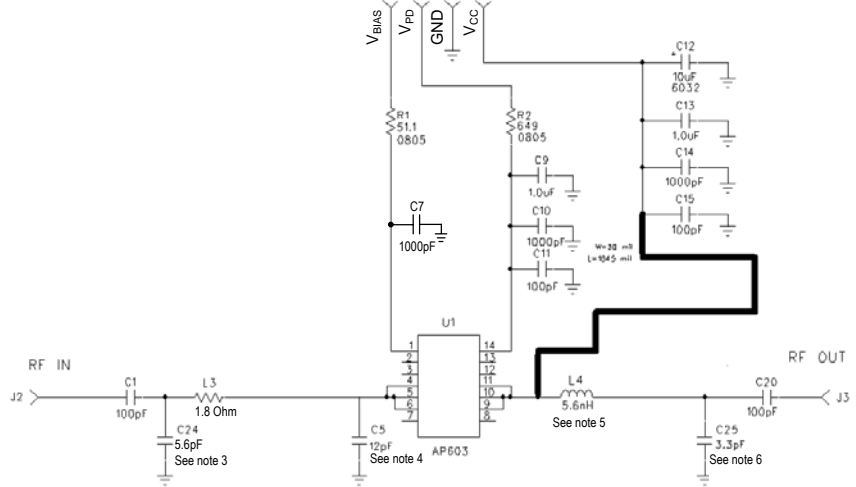 VBIAS
VPD
GND
VCC
C12
10uF
6032
R1
51.1
0805
R2
649
0805
C13
1.0uF
C9
1.0uF
C14
1000pF
C7
1000pF
C10
1000pF
C15
100pF
W=30 mil
L=1045 mil
C11
100pF
U1
1
2
3
4
5
6
7
14
13
12
11
10
9
8
AP603
RF IN
J2
C1
100pF
L3
1.8 Ohm
C24
5.6pF
See note 3
C5
12pF
See note 4
L4
5.6nH
See note 5
RF OUT
C20
100pF
J3
C25
3.3pF
See note 6